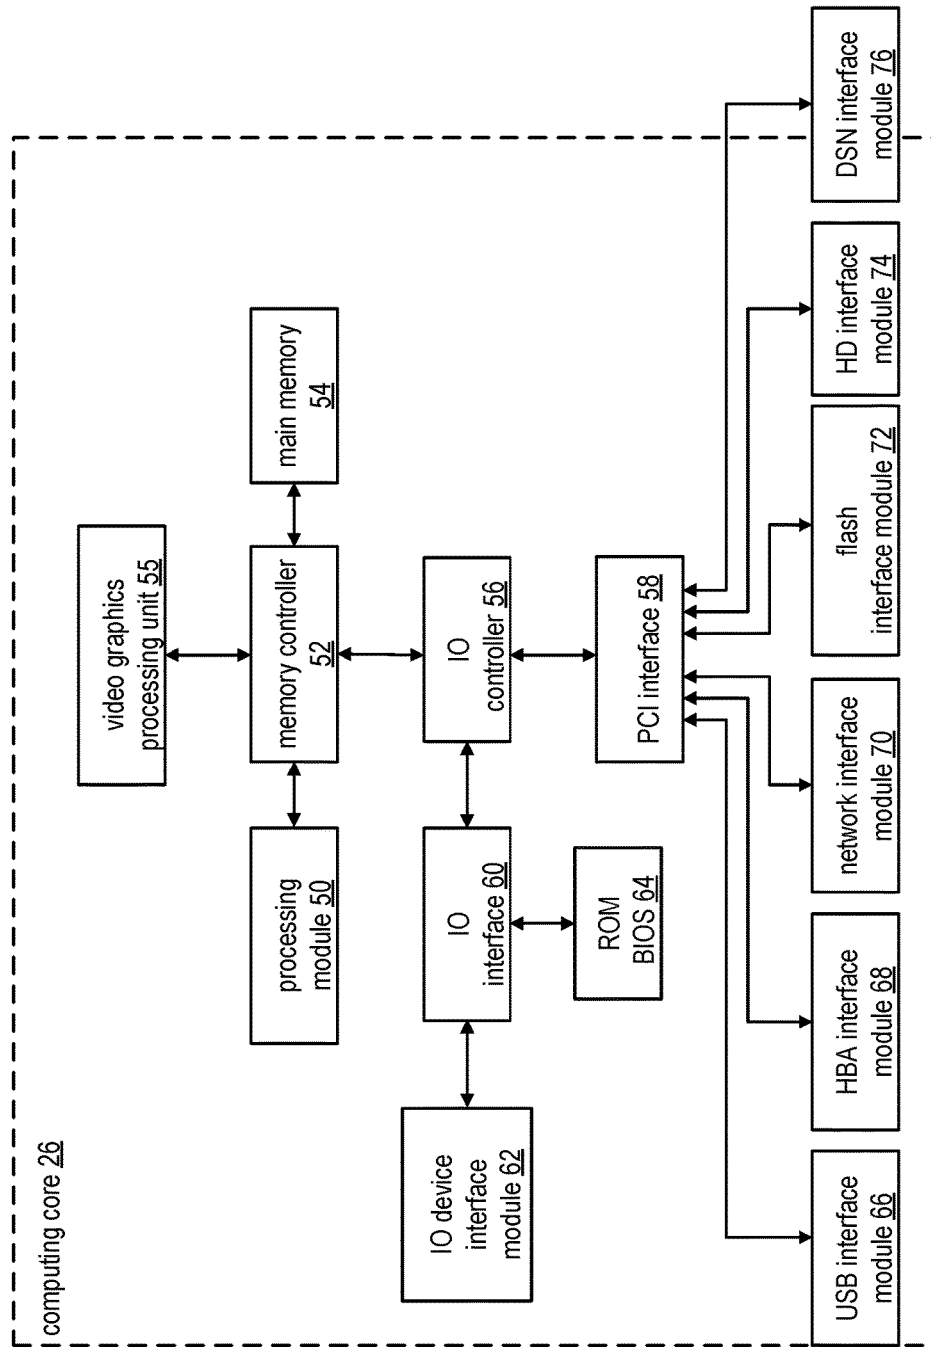 computing core 26
video graphics
processing unit 55
processing
module 50
memory controller
52
main memory
54
IO device
interface
module 62
IO
interface 60
IO
controller 56
ROM
BIOS 64
PCI interface 58
USB interface
module 66
HBA interface
module 68
network interface
module 70
flash
interface module 72
HD interface
module 74
DSN interface
module 76